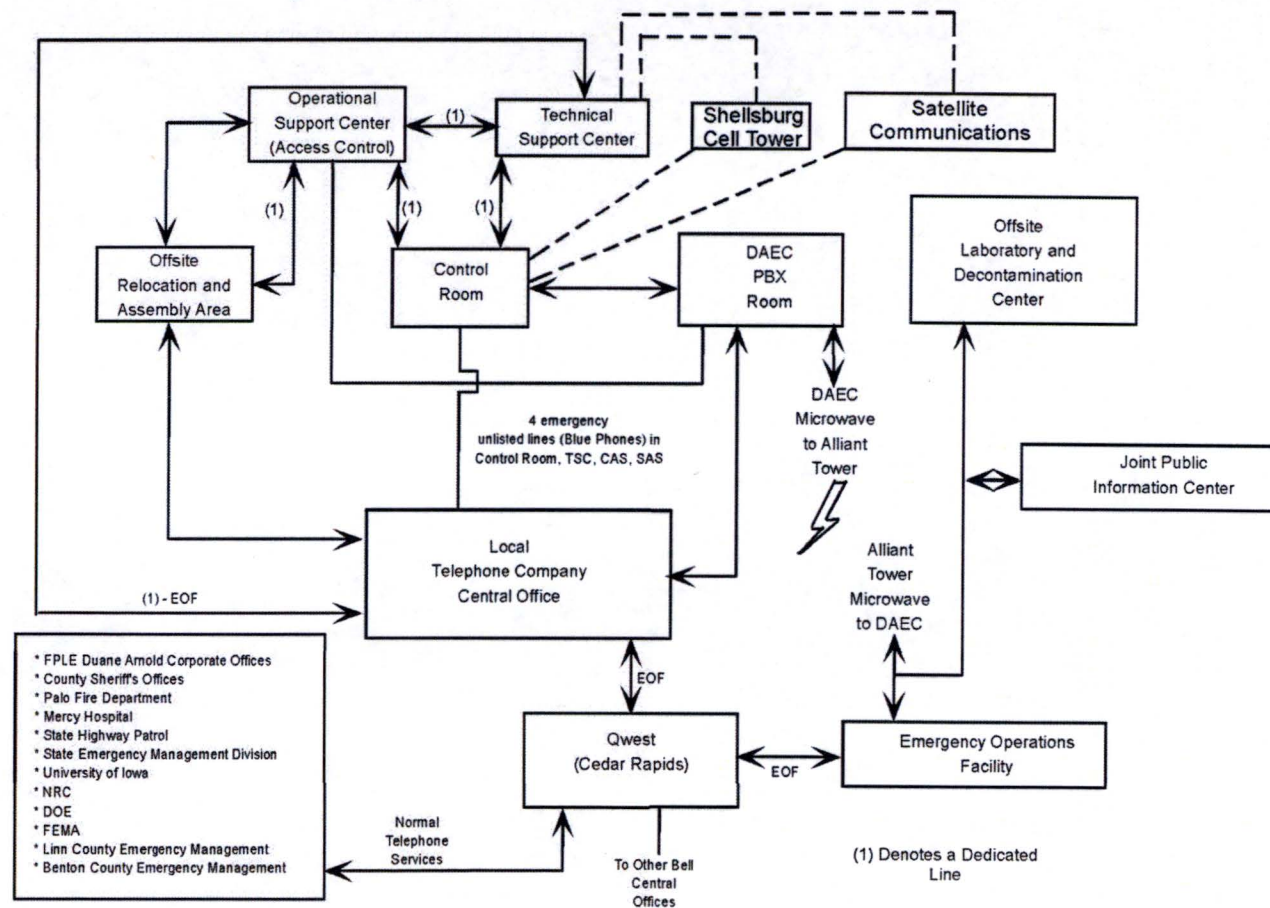 Operational
Support Center
(Access Control)
(1)
Technical
Support Center
Shellsburg
Cell Tower
Satellite
Communications
(1)
(1)
(1)
Offsite
Relocation and
Assembly Area
Control
Room
DAEC
PBX
Room
Offsite
Laboratory and
Decontamination
Center
4 emergency
unlisted lines (Blue Phones) in
Control Room, TSC, CAS, SAS
DAEC
Microwave
to Alliant
Tower
Joint Public
Information Center
Local
Telephone Company
Central Office
Alliant
Tower
Microwave
to DAEC
(1) - EOF
* FPLE Duane Arnold Corporate Offices
* County Sheriff's Offices
* Palo Fire Department
* Mercy Hospital
* State Highway Patrol
* State Emergency Management Division
* University of Iowa
* NRC
* DOE
* FEMA
* Linn County Emergency Management
* Benton County Emergency Management
EOF
Qwest
(Cedar Rapids)
EOF
Emergency Operations
Facility
Normal
Telephone
Services
To Other Bell
Central
Offices
(1) Denotes a Dedicated
Line